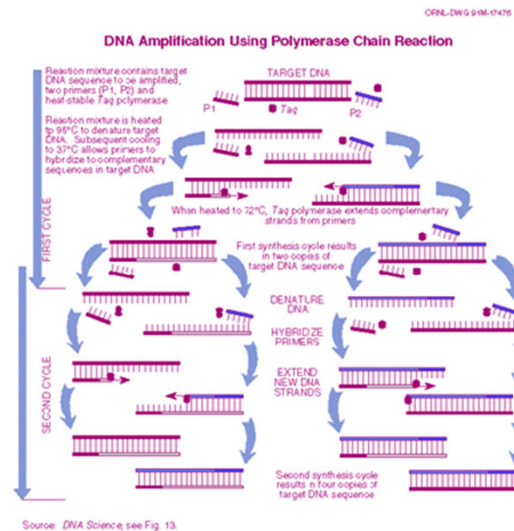 ORNL-DWG 91M-17476
DNA Amplification Using Polymerase Chain Reaction
Reaction mixture contains target
DNA sequence to be amplified,
two primers (P1, P2) and
heat-stable Taq polymerase
Reaction mixture is heated
to 95°C to denature target
DNA. Subsequent cooling
to 37°C allows primers to
hybridize to complementary
sequences in target DNA
TARGET DNA
P1
Taq
P2
When heated to 72°C, Taq polymerase extends complementary
strands from primers
FIRST CYCLE
First synthesis cycle results
in two copies of
target DNA sequence
DENATURE
DNA
HYBRIDIZE
PRIMERS
EXTEND
NEW DNA
STRANDS
SECOND CYCLE
Second synthesis cycle
results in four copies of
target DNA sequence
Source: DNA Science, see Fig. 13.